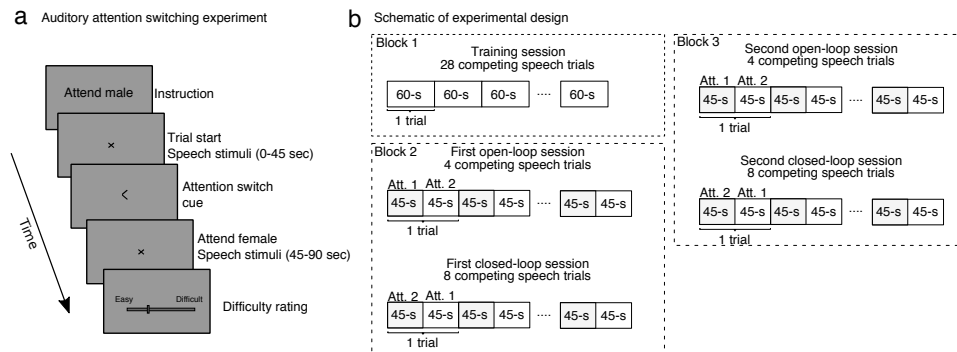 a Auditory attention switching experiment
Attend male
Instruction
×
Trial start
Speech stimuli (0-45 sec)
<
Attention switch
cue
×
Attend female
Speech stimuli (45-90 sec)
Easy Difficult
Difficulty rating
Time
b Schematic of experimental design
Block 1
Training session
28 competing speech trials
60-s 60-s 60-s .... 60-s
1 trial
Block 2
First open-loop session
4 competing speech trials
Att. 1 Att. 2
45-s 45-s 45-s 45-s .... 45-s 45-s
1 trial
First closed-loop session
8 competing speech trials
Att. 2 Att. 1
45-s 45-s 45-s 45-s .... 45-s 45-s
1 trial
Block 3
Second open-loop session
4 competing speech trials
Att. 1 Att. 2
45-s 45-s 45-s 45-s .... 45-s 45-s
1 trial
Second closed-loop session
8 competing speech trials
Att. 2 Att. 1
45-s 45-s 45-s 45-s .... 45-s 45-s
1 trial